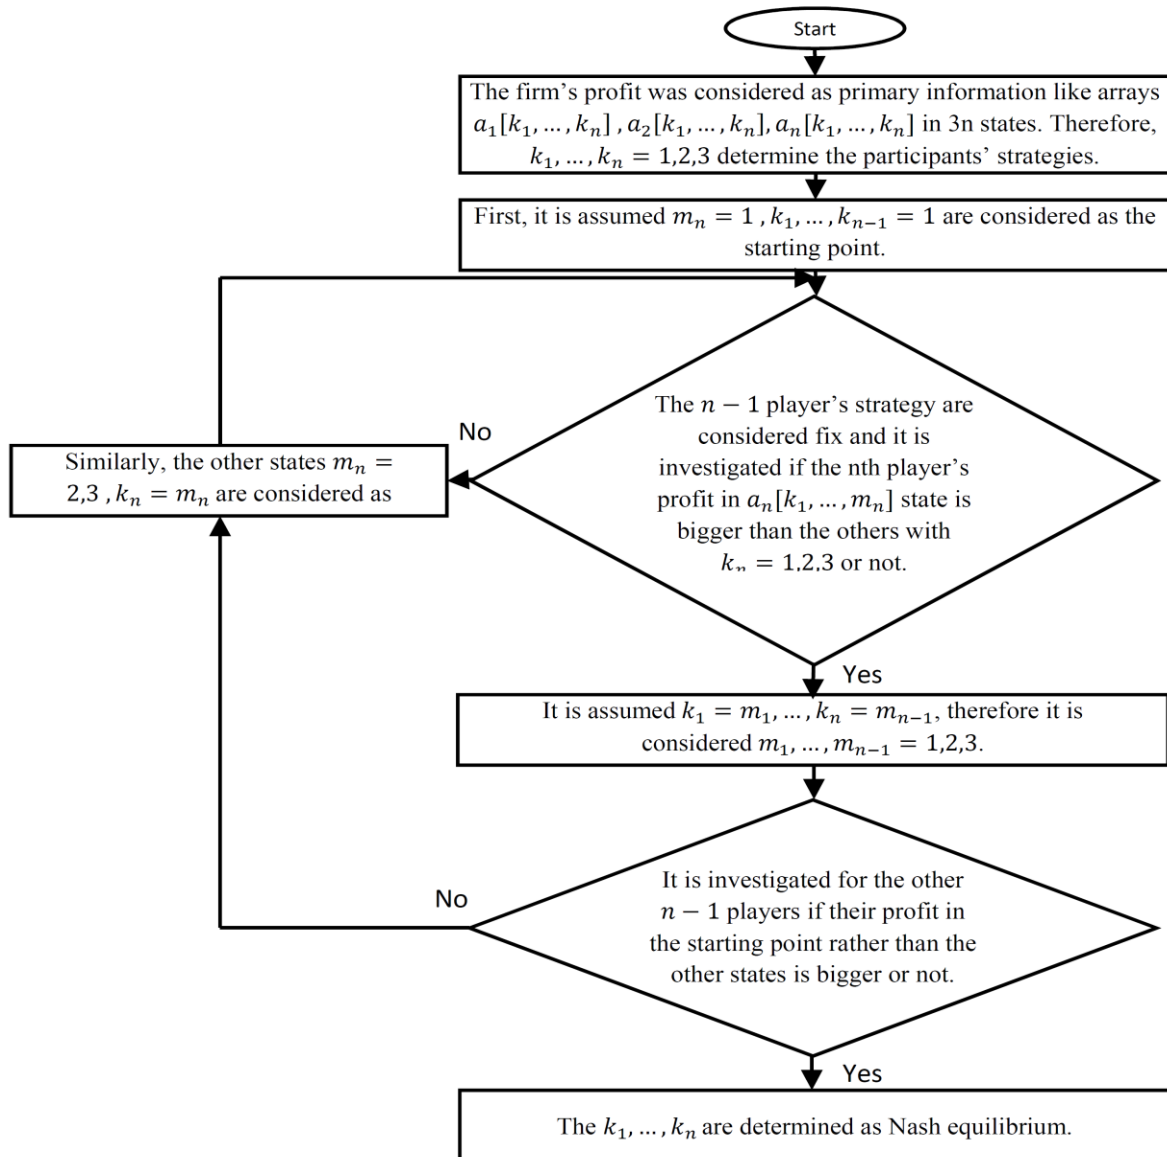 Start
The firm's profit was considered as primary information like arrays
𝑎₁[𝑘₁, … , 𝑘ₙ] , 𝑎₂[𝑘₁, … , 𝑘ₙ], 𝑎ₙ[𝑘₁, … , 𝑘ₙ] in 3n states. Therefore,
𝑘₁, … , 𝑘ₙ = 1,2,3 determine the participants' strategies.
First, it is assumed 𝑚ₙ = 1 , 𝑘₁, … , 𝑘ₙ₋₁ = 1 are considered as the
starting point.
The 𝑛 − 1 player's strategy are
considered fix and it is
investigated if the nth player's
profit in 𝑎ₙ[𝑘₁, … , 𝑚ₙ] state is
bigger than the others with
𝑘ₙ = 1,2,3 or not.
No
Similarly, the other states 𝑚ₙ =
2,3 , 𝑘ₙ = 𝑚ₙ are considered as
Yes
It is assumed 𝑘₁ = 𝑚₁, … , 𝑘ₙ = 𝑚ₙ₋₁, therefore it is
considered 𝑚₁, … , 𝑚ₙ₋₁ = 1,2,3.
It is investigated for the other
𝑛 − 1 players if their profit in
the starting point rather than the
other states is bigger or not.
No
Yes
The 𝑘₁, … , 𝑘ₙ are determined as Nash equilibrium.